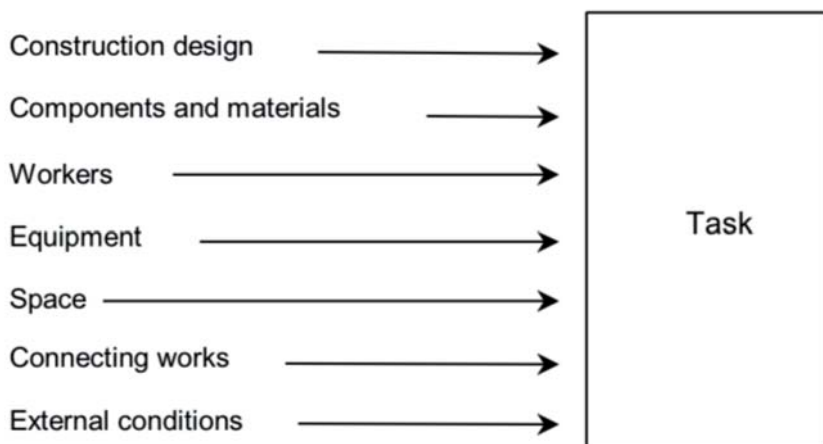 Construction design
Components and materials
Workers
Equipment
Space
Connecting works
External conditions
Task